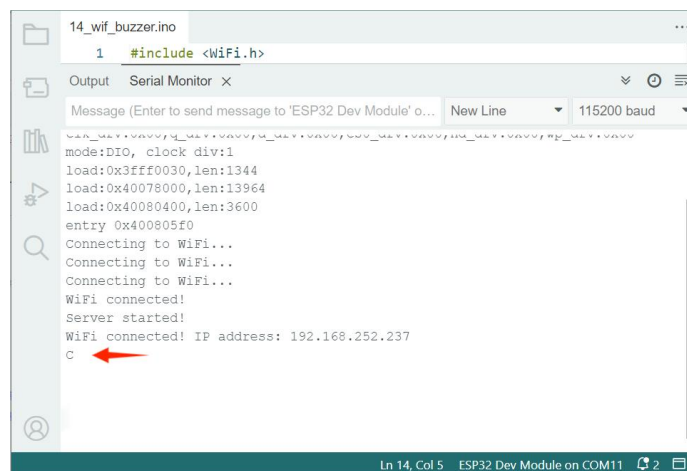 14_wif_buzzer.ino
1 #include <WiFi.h>
Output Serial Monitor
Message (Enter to send message to 'ESP32 Dev Module' o... New Line 115200 baud
mode:DIO, clock div:1
load:0x3fff0030,len:1344
load:0x40078000,len:13964
load:0x40080400,len:3600
entry 0x400805f0
Connecting to WiFi...
Connecting to WiFi...
Connecting to WiFi...
WiFi connected!
Server started!
WiFi connected! IP address: 192.168.252.237
C
Ln 14, Col 5 ESP32 Dev Module on COM11 2